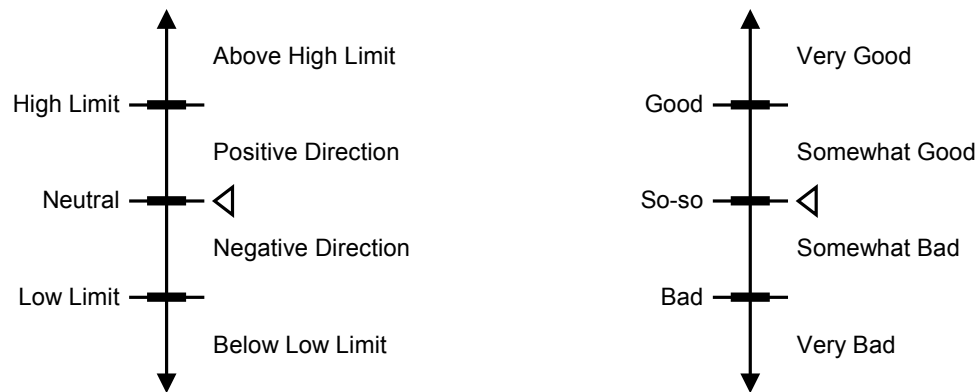 Above High Limit
High Limit
Positive Direction
Neutral
Negative Direction
Low Limit
Below Low Limit
Very Good
Good
Somewhat Good
So-so
Somewhat Bad
Bad
Very Bad